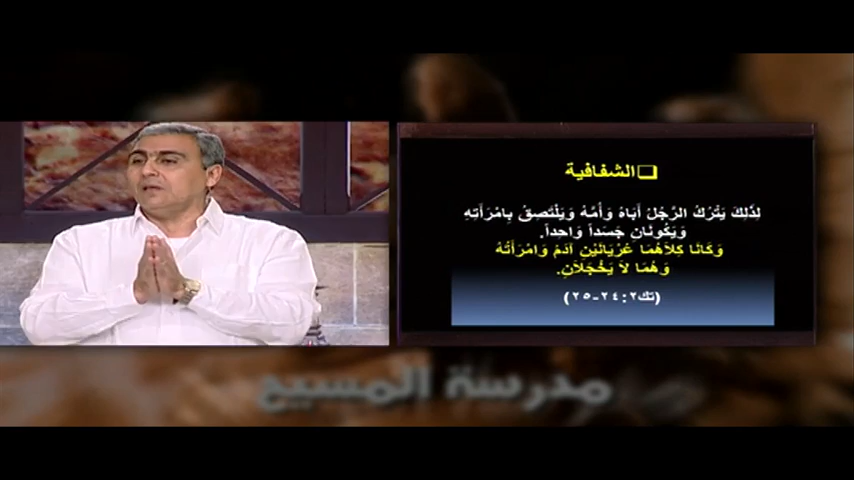 الشفافية
لِذَلِكَ يَتْرُكُ الرَّجُلُ أَبَاهُ وَأُمَّهُ وَيَلْتَصِقُ بِامْرَأَتِهِ
وَيَكُونَانِ جَسَداً وَاحِداً.
وَكَانَا كِلاَهُمَا عُرْيَانَيْنِ آدَمُ وَامْرَأَتُهُ
وَهُمَا لاَ يَخْجَلاَنِ.
(تك٢: ٢٤-٢٥)
مدرسة المسيح